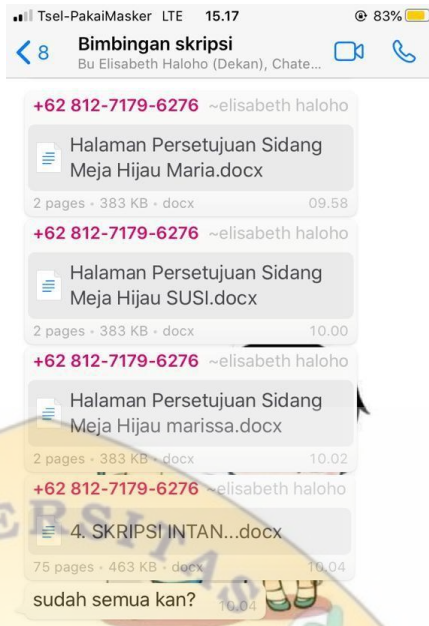 Tsel-PakaiMasker LTE 15.17 83%
8 Bimbingan skripsi
Bu Elisabeth Haloho (Dekan), Chate...
+62 812-7179-6276 ~elisabeth haloho
Halaman Persetujuan Sidang
Meja Hijau Maria.docx
2 pages • 383 KB • docx 09.58
+62 812-7179-6276 ~elisabeth haloho
Halaman Persetujuan Sidang
Meja Hijau SUSI.docx
2 pages • 383 KB • docx 10.00
+62 812-7179-6276 ~elisabeth haloho
Halaman Persetujuan Sidang
Meja Hijau marissa.docx
2 pages • 383 KB • docx 10.02
+62 812-7179-6276 ~elisabeth haloho
ERSITAS
4. SKRIPSI INTAN...docx
75 pages • 463 KB • docx 10.04
sudah semua kan? 10.04